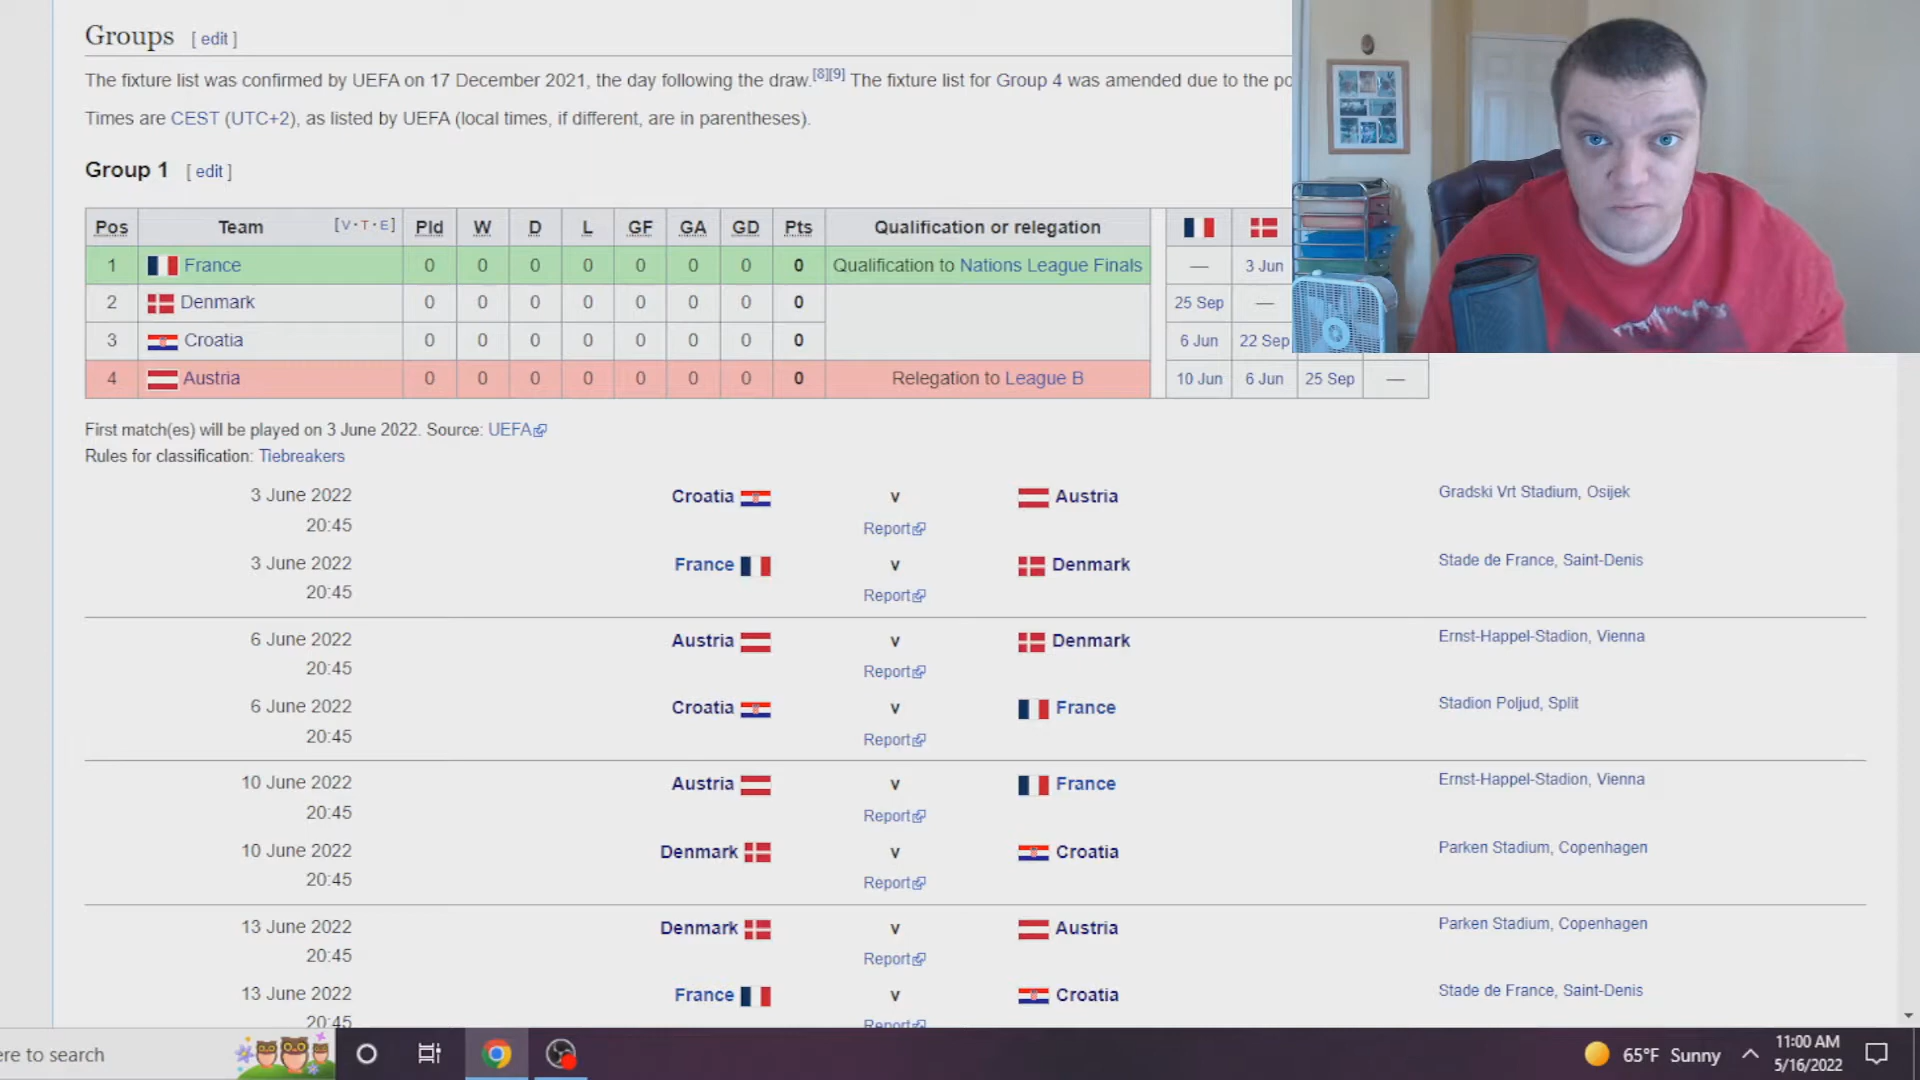 Groups [ edit ]
The fixture list was confirmed by UEFA on 17 December 2021, the day following the draw.[8][9] The fixture list for Group 4 was amended due to the
Times are CEST (UTC+2), as listed by UEFA (local times, if different, are in parentheses).
Group 1 [ edit ]
Pos Team [V·T·E] Pld W D L GF GA GD Pts Qualification or relegation
1 France 0 0 0 0 0 0 0 0 Qualification to Nations League Finals — 3 Jun
2 Denmark 0 0 0 0 0 0 0 0 25 Sep —
3 Croatia 0 0 0 0 0 0 0 0 6 Jun 22 Sep
4 Austria 0 0 0 0 0 0 0 0 Relegation to League B 10 Jun 6 Jun 25 Sep —
First match(es) will be played on 3 June 2022. Source: UEFA
Rules for classification: Tiebreakers
3 June 2022 Croatia v Austria Gradski Vrt Stadium, Osijek
20:45 Report
3 June 2022 France v Denmark Stade de France, Saint-Denis
20:45 Report
6 June 2022 Austria v Denmark Ernst-Happel-Stadion, Vienna
20:45 Report
6 June 2022 Croatia v France Stadion Poljud, Split
20:45 Report
10 June 2022 Austria v France Ernst-Happel-Stadion, Vienna
20:45 Report
10 June 2022 Denmark v Croatia Parken Stadium, Copenhagen
20:45 Report
13 June 2022 Denmark v Austria Parken Stadium, Copenhagen
20:45 Report
13 June 2022 France v Croatia Stade de France, Saint-Denis
20:45 Report
ere to search 65°F Sunny 11:00 AM
5/16/2022